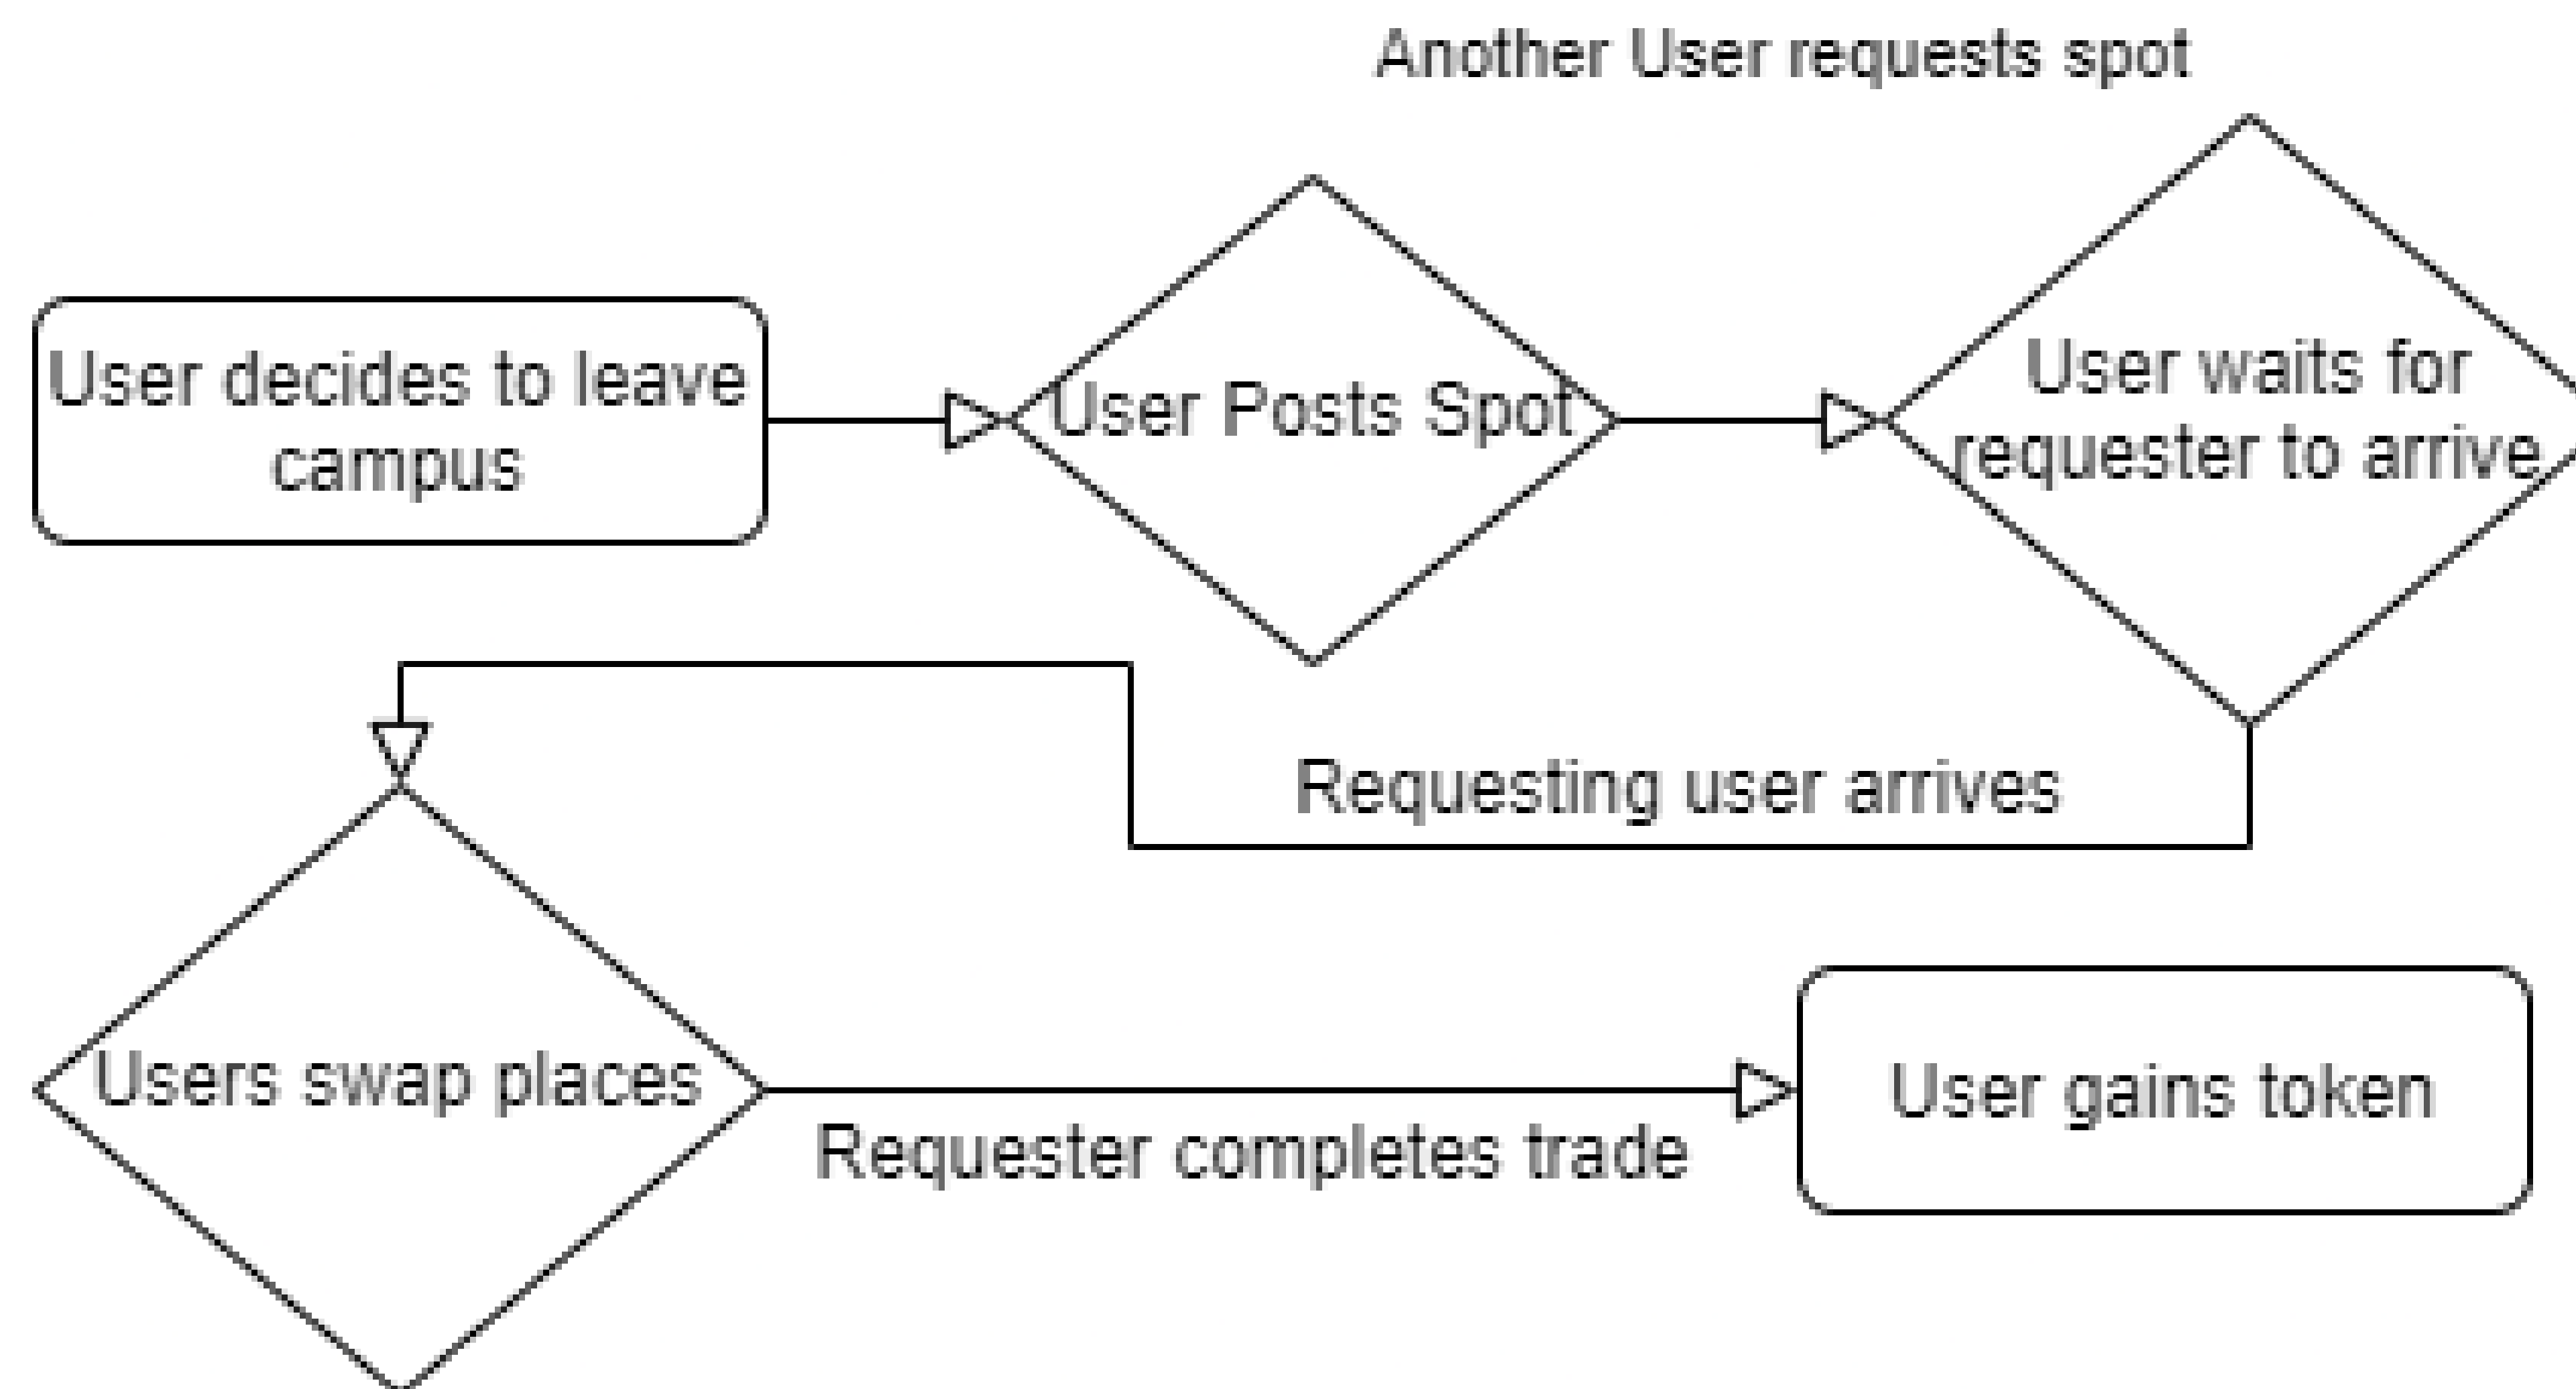 Another User requests spot
User decides to leave
campus
User Posts Spot
User waits for
requester to arrive
Requesting user arrives
Users swap places
Requester completes trade
User gains token